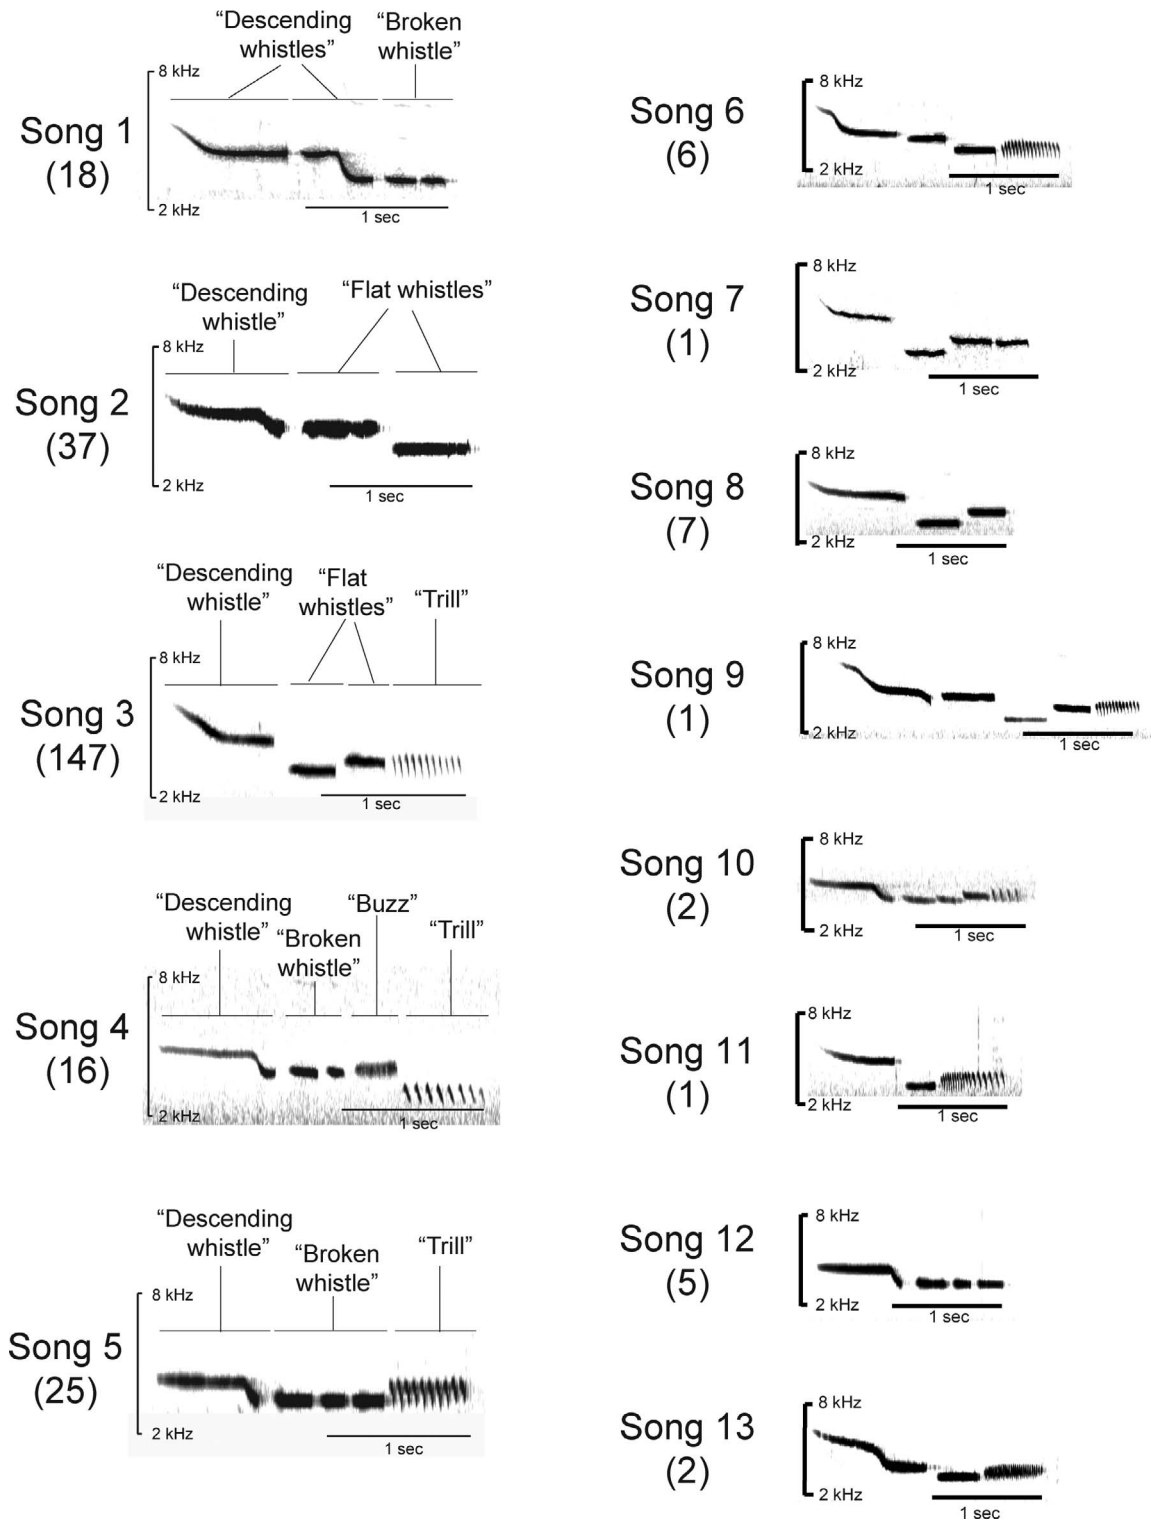 “Descending
whistles”
“Broken
whistle”
8 kHz
Song 1
(18)
2 kHz
1 sec
“Descending
whistle”
“Flat whistles”
8 kHz
Song 2
(37)
2 kHz
1 sec
“Descending
whistle”
“Flat
whistles”
“Trill”
8 kHz
Song 3
(147)
2 kHz
1 sec
“Descending
whistle”
“Broken
whistle”
“Buzz”
“Trill”
8 kHz
Song 4
(16)
2 kHz
1 sec
“Descending
whistle”
“Broken
whistle”
“Trill”
8 kHz
Song 5
(25)
2 kHz
1 sec
8 kHz
Song 6
(6)
2 kHz
1 sec
8 kHz
Song 7
(1)
2 kHz
1 sec
8 kHz
Song 8
(7)
2 kHz
1 sec
8 kHz
Song 9
(1)
2 kHz
1 sec
8 kHz
Song 10
(2)
2 kHz
1 sec
8 kHz
Song 11
(1)
2 kHz
1 sec
8 kHz
Song 12
(5)
2 kHz
1 sec
8 kHz
Song 13
(2)
2 kHz
1 sec